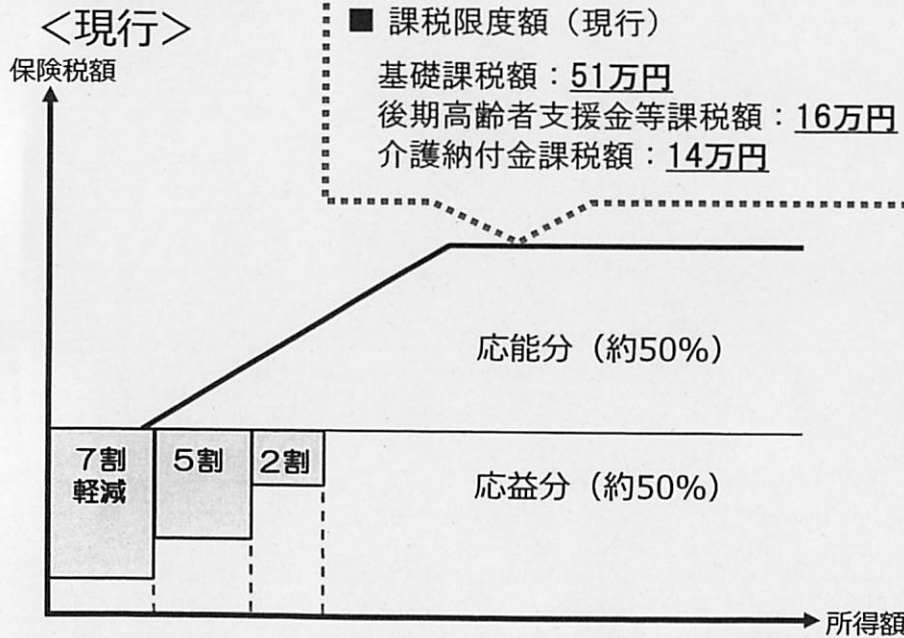 ＜現行＞
保険税額
■ 課税限度額（現行）
基礎課税額：51万円
後期高齢者支援金等課税額：16万円
介護納付金課税額：14万円
応能分（約50%）
7割
軽減
5割
2割
応益分（約50%）
所得額